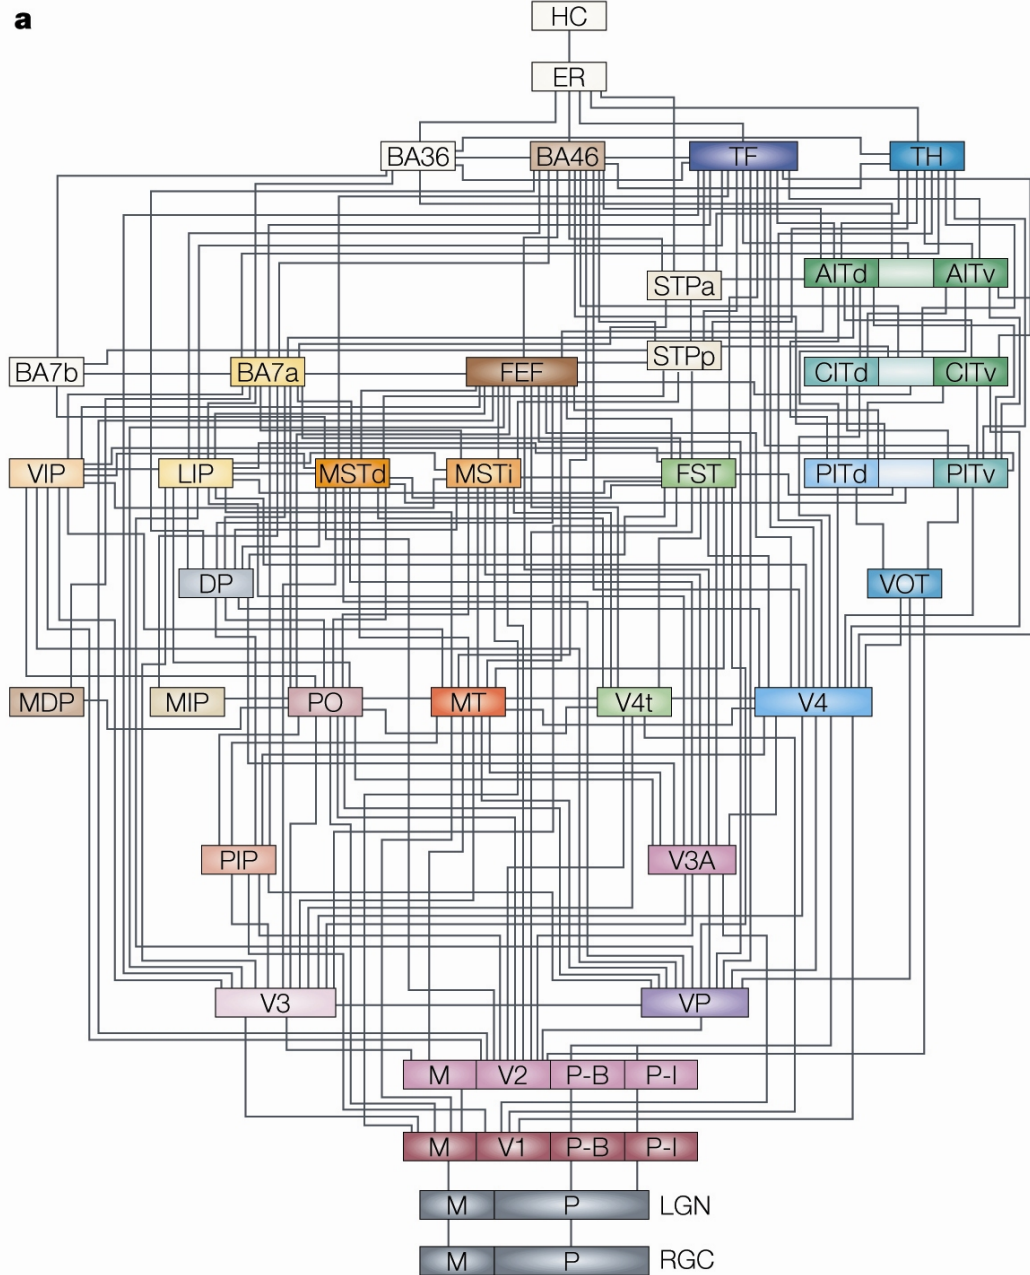 a
HC
ER
BA36 BA46 TF TH
AITd AITv
STPa
STPp
BA7b BA7a FEF CITd CITv
VIP LIP MSTd MSTi FST PITd PITv
DP VOT
MDP MIP PO MT V4t V4
PIP V3A
V3 VP
M V2 P-B P-I
M V1 P-B P-I
M P LGN
M P RGC